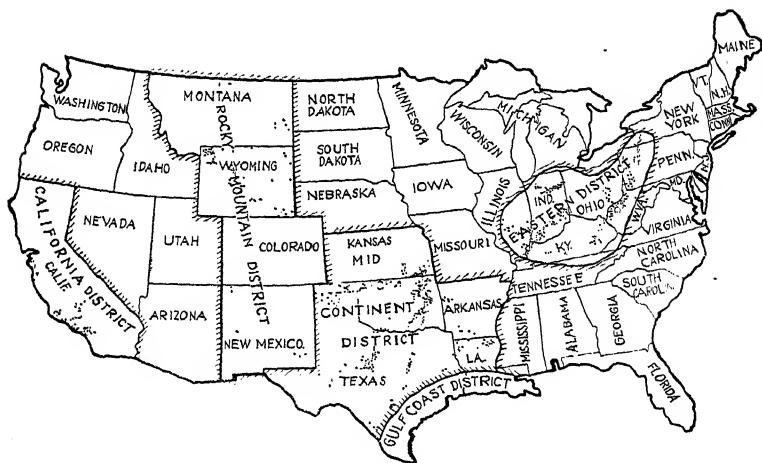 MAINE
WASHINGTON
MONTANA
NORTH
DAKOTA
MINNESOTA
WISCONSIN
MICHIGAN
V.T.
N.H.
MASS.
CONN.
NEW
YORK
OREGON
IDAHO
WYOMING
SOUTH
DAKOTA
ROCKY
MOUNTAIN DISTRICT
NEBRASKA
IOWA
ILLINOIS
IND.
OHIO
EASTERN DISTRICT
PENN.
MD.
W.VA.
VIRGINIA
KY.
CALIFORNIA DISTRICT
CALIF.
NEVADA
UTAH
COLORADO
KANSAS
MISSOURI
MID
CONTINENT
DISTRICT
TENNESSEE
NORTH
CAROLINA
SOUTH
ARIZONA
NEW MEXICO.
TEXAS
ARKANSAS
LA.
MISSISSIPPI
ALABAMA
GEORGIA
FLORIDA
GULF COAST DISTRICT